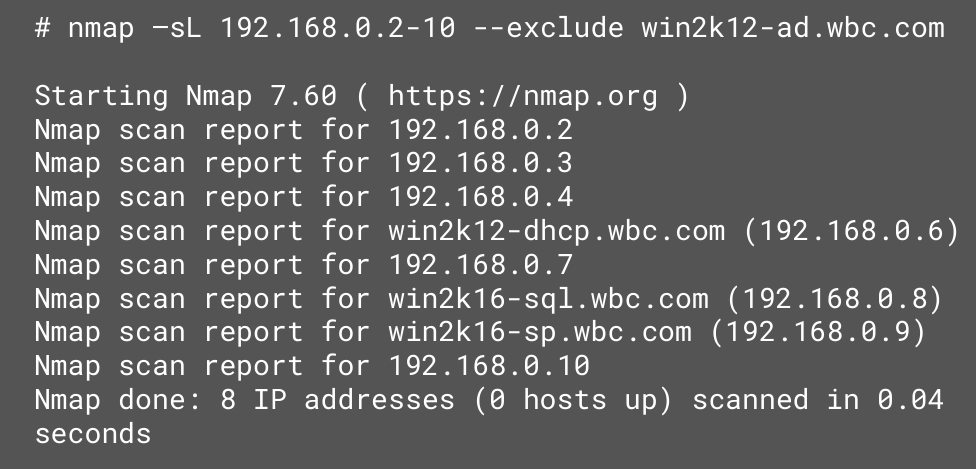 # nmap –sL 192.168.0.2-10 --exclude win2k12-ad.wbc.com
Starting Nmap 7.60 ( https://nmap.org )
Nmap scan report for 192.168.0.2
Nmap scan report for 192.168.0.3
Nmap scan report for 192.168.0.4
Nmap scan report for win2k12-dhcp.wbc.com (192.168.0.6)
Nmap scan report for 192.168.0.7
Nmap scan report for win2k16-sql.wbc.com (192.168.0.8)
Nmap scan report for win2k16-sp.wbc.com (192.168.0.9)
Nmap scan report for 192.168.0.10
Nmap done: 8 IP addresses (0 hosts up) scanned in 0.04
seconds